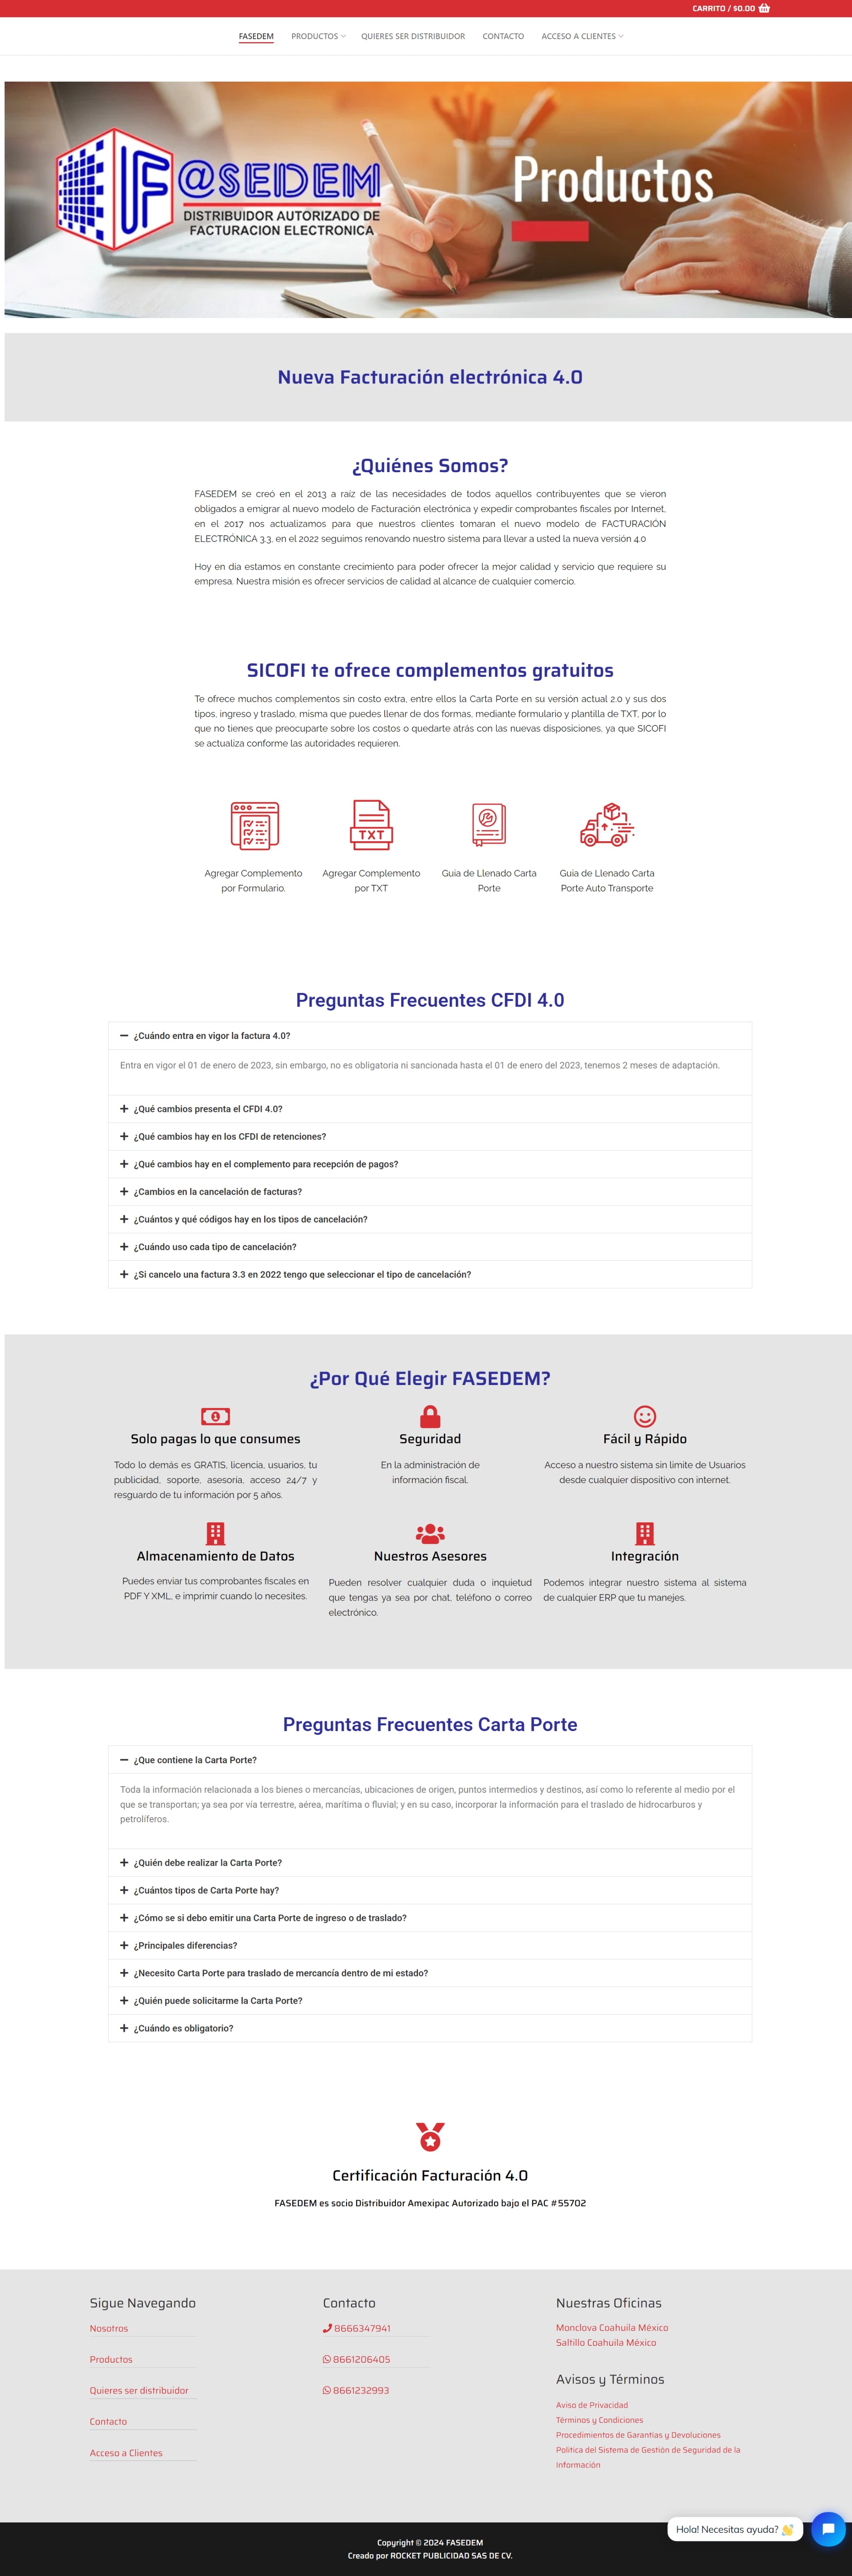 CARRITO / $0.00
FASEDEM
PRODUCTOS
QUIERES SER DISTRIBUIDOR
CONTACTO
ACCESO A CLIENTES
F@SEDEM
DISTRIBUIDOR AUTORIZADO DE
FACTURACION ELECTRONICA
Productos
Nueva Facturación electrónica 4.0
¿Quiénes Somos?
FASEDEM se creó en el 2013 a raíz de las necesidades de todos aquellos contribuyentes que se vieron
obligados a emigrar al nuevo modelo de Facturación electrónica y expedir comprobantes fiscales por Internet,
en el 2017 nos actualizamos para que nuestros clientes tomaran el nuevo modelo de FACTURACIÓN
ELECTRÓNICA 3.3, en el 2022 seguimos renovando nuestro sistema para llevar a usted la nueva versión 4.0
Hoy en día estamos en constante crecimiento para poder ofrecer la mejor calidad y servicio que requiere su
empresa. Nuestra misión es ofrecer servicios de calidad al alcance de cualquier comercio.
SICOFI te ofrece complementos gratuitos
Te ofrece muchos complementos sin costo extra, entre ellos la Carta Porte en su versión actual 2.0 y sus dos
tipos, ingreso y traslado, misma que puedes llenar de dos formas, mediante formulario y plantilla de TXT, por lo
que no tienes que preocuparte sobre los costos o quedarte atrás con las nuevas disposiciones, ya que SICOFI
se actualiza conforme las autoridades requieren.
TXT
Agregar Complemento
por Formulario.
Agregar Complemento
por TXT
Guía de Llenado Carta
Porte
Guía de Llenado Carta
Porte Auto Transporte
Preguntas Frecuentes CFDI 4.0
¿Cuándo entra en vigor la factura 4.0?
Entra en vigor el 01 de enero de 2023, sin embargo, no es obligatoria ni sancionada hasta el 01 de enero del 2023, tenemos 2 meses de adaptación.
¿Qué cambios presenta el CFDI 4.0?
¿Qué cambios hay en los CFDI de retenciones?
¿Qué cambios hay en el complemento para recepción de pagos?
¿Cambios en la cancelación de facturas?
¿Cuántos y qué códigos hay en los tipos de cancelación?
¿Cuándo uso cada tipo de cancelación?
¿Si cancelo una factura 3.3 en 2022 tengo que seleccionar el tipo de cancelación?
¿Por Qué Elegir FASEDEM?
Solo pagas lo que consumes
Todo lo demás es GRATIS, licencia, usuarios, tu
publicidad, soporte, asesoría, acceso 24/7 y
resguardo de tu información por 5 años.
Seguridad
En la administración de
información fiscal.
Fácil y Rápido
Acceso a nuestro sistema sin limite de Usuarios
desde cualquier dispositivo con internet.
Almacenamiento de Datos
Puedes enviar tus comprobantes fiscales en
PDF Y XML, e imprimir cuando lo necesites.
Nuestros Asesores
Pueden resolver cualquier duda o inquietud
que tengas ya sea por chat, teléfono o correo
electrónico.
Integración
Podemos integrar nuestro sistema al sistema
de cualquier ERP que tu manejes.
Preguntas Frecuentes Carta Porte
¿Que contiene la Carta Porte?
Toda la información relacionada a los bienes o mercancías, ubicaciones de origen, puntos intermedios y destinos, así como lo referente al medio por el
que se transportan; ya sea por vía terrestre, aérea, marítima o fluvial; y en su caso, incorporar la información para el traslado de hidrocarburos y
petrolíferos.
¿Quién debe realizar la Carta Porte?
¿Cuántos tipos de Carta Porte hay?
¿Cómo se si debo emitir una Carta Porte de ingreso o de traslado?
¿Principales diferencias?
¿Necesito Carta Porte para traslado de mercancía dentro de mi estado?
¿Quién puede solicitarme la Carta Porte?
¿Cuándo es obligatorio?
Certificación Facturación 4.0
FASEDEM es socio Distribuidor Amexipac Autorizado bajo el PAC #55702
Sigue Navegando
Nosotros
Productos
Quieres ser distribuidor
Contacto
Acceso a Clientes
Contacto
8666347941
8661206405
8661232993
Nuestras Oficinas
Monclova Coahuila México
Saltillo Coahuila México
Avisos y Términos
Aviso de Privacidad
Términos y Condiciones
Procedimientos de Garantías y Devoluciones
Política del Sistema de Gestión de Seguridad de la
Información
Hola! Necesitas ayuda? 👋
Copyright © 2024 FASEDEM
Creado por ROCKET PUBLICIDAD SAS DE CV.